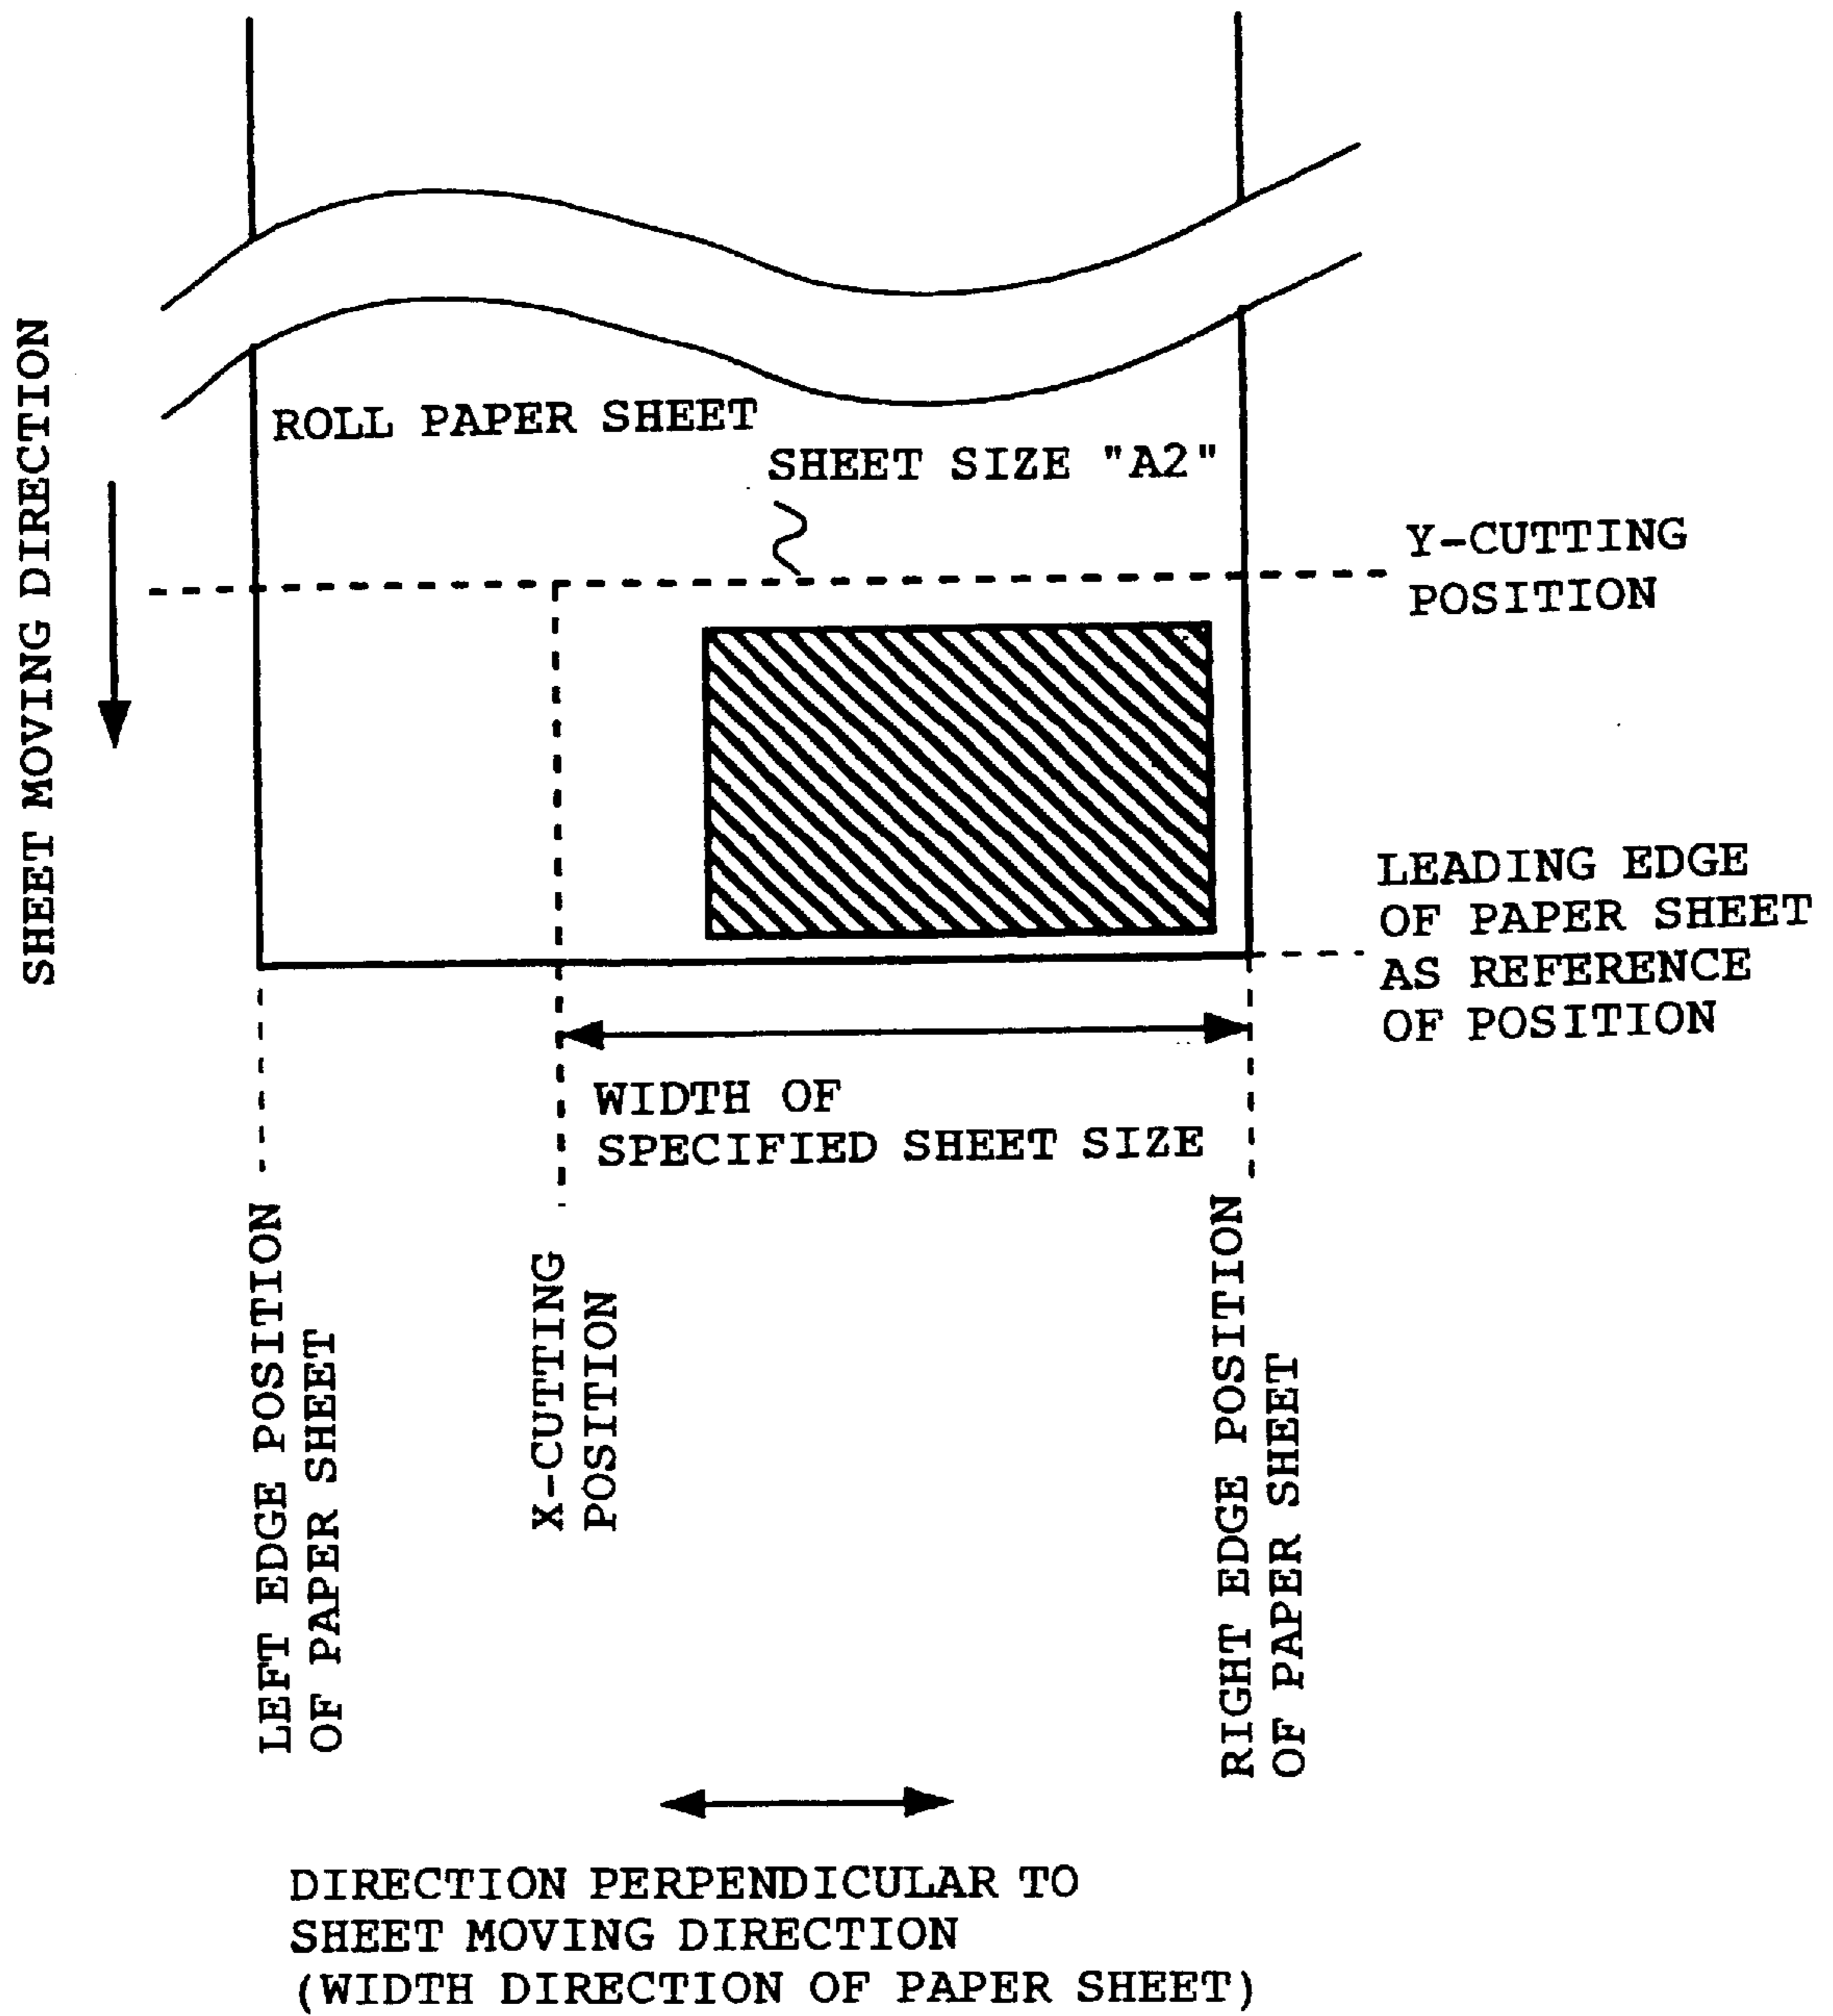 SHEET MOVING DIRECTION
ROLL PAPER SHEET
SHEET SIZE "A2"
Y-CUTTING
POSITION
LEADING EDGE
OF PAPER SHEET
AS REFERENCE
OF POSITION
WIDTH OF
SPECIFIED SHEET SIZE
LEFT EDGE POSITION
OF PAPER SHEET
X-CUTTING
POSITION
RIGHT EDGE POSITION
OF PAPER SHEET
DIRECTION PERPENDICULAR TO
SHEET MOVING DIRECTION
(WIDTH DIRECTION OF PAPER SHEET)